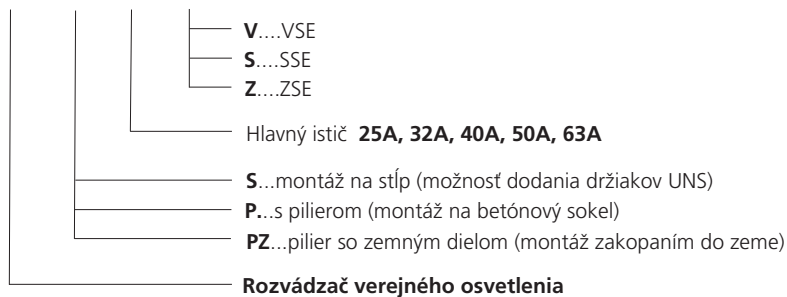 V....VSE
S....SSE
Z....ZSE
Hlavný istič 25A, 32A, 40A, 50A, 63A
S...montáž na stĺp (možnosť dodania držiakov UNS)
P...s pilierom (montáž na betónový sokel)
PZ...pilier so zemným dielom (montáž zakopaním do zeme)
Rozvádzač verejného osvetlenia